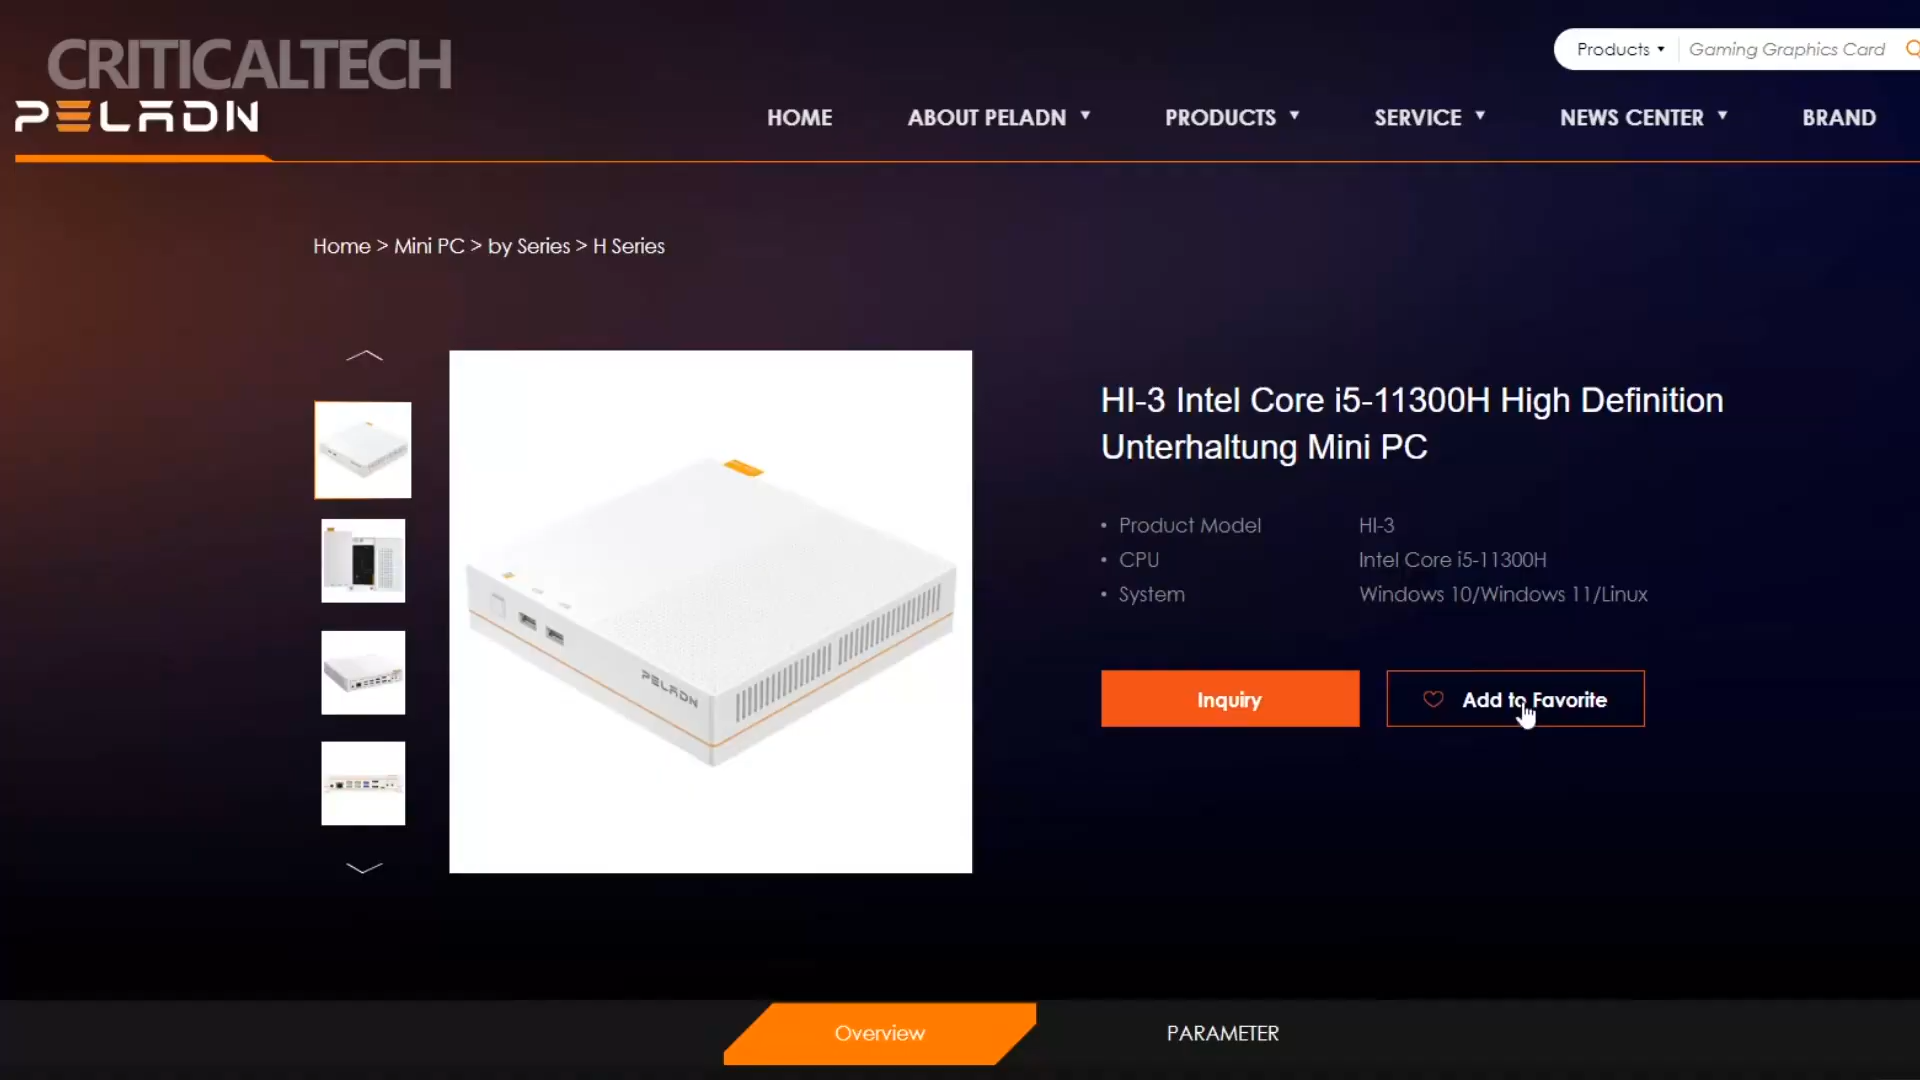 CRITICALTECH
Products
Gaming Graphics Card
PELADN
HOME
ABOUT PELADN
PRODUCTS
SERVICE
NEWS CENTER
BRAND
Home > Mini PC > by Series > H Series
HI-3 Intel Core i5-11300H High Definition
Unterhaltung Mini PC
• Product Model HI-3
• CPU Intel Core i5-11300H
• System Windows 10/Windows 11/Linux
PELADN
Inquiry
Add to Favorite
Overview
PARAMETER